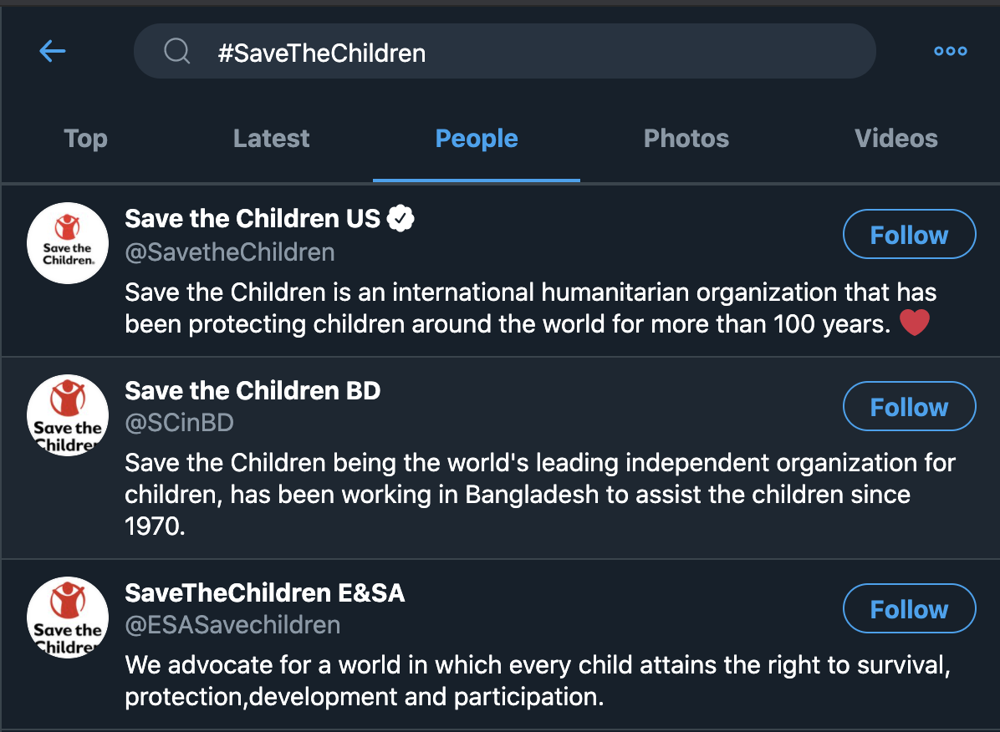 #SaveTheChildren
Top Latest People Photos Videos
Save the
Children.
Save the Children US
@SavetheChildren
Follow
Save the Children is an international humanitarian organization that has
been protecting children around the world for more than 100 years.
Save the
Childre
Save the Children BD
@SCinBD
Follow
Save the Children being the world's leading independent organization for
children, has been working in Bangladesh to assist the children since
1970.
Save the
Childre
SaveTheChildren E&SA
@ESASavechildren
Follow
We advocate for a world in which every child attains the right to survival,
protection,development and participation.